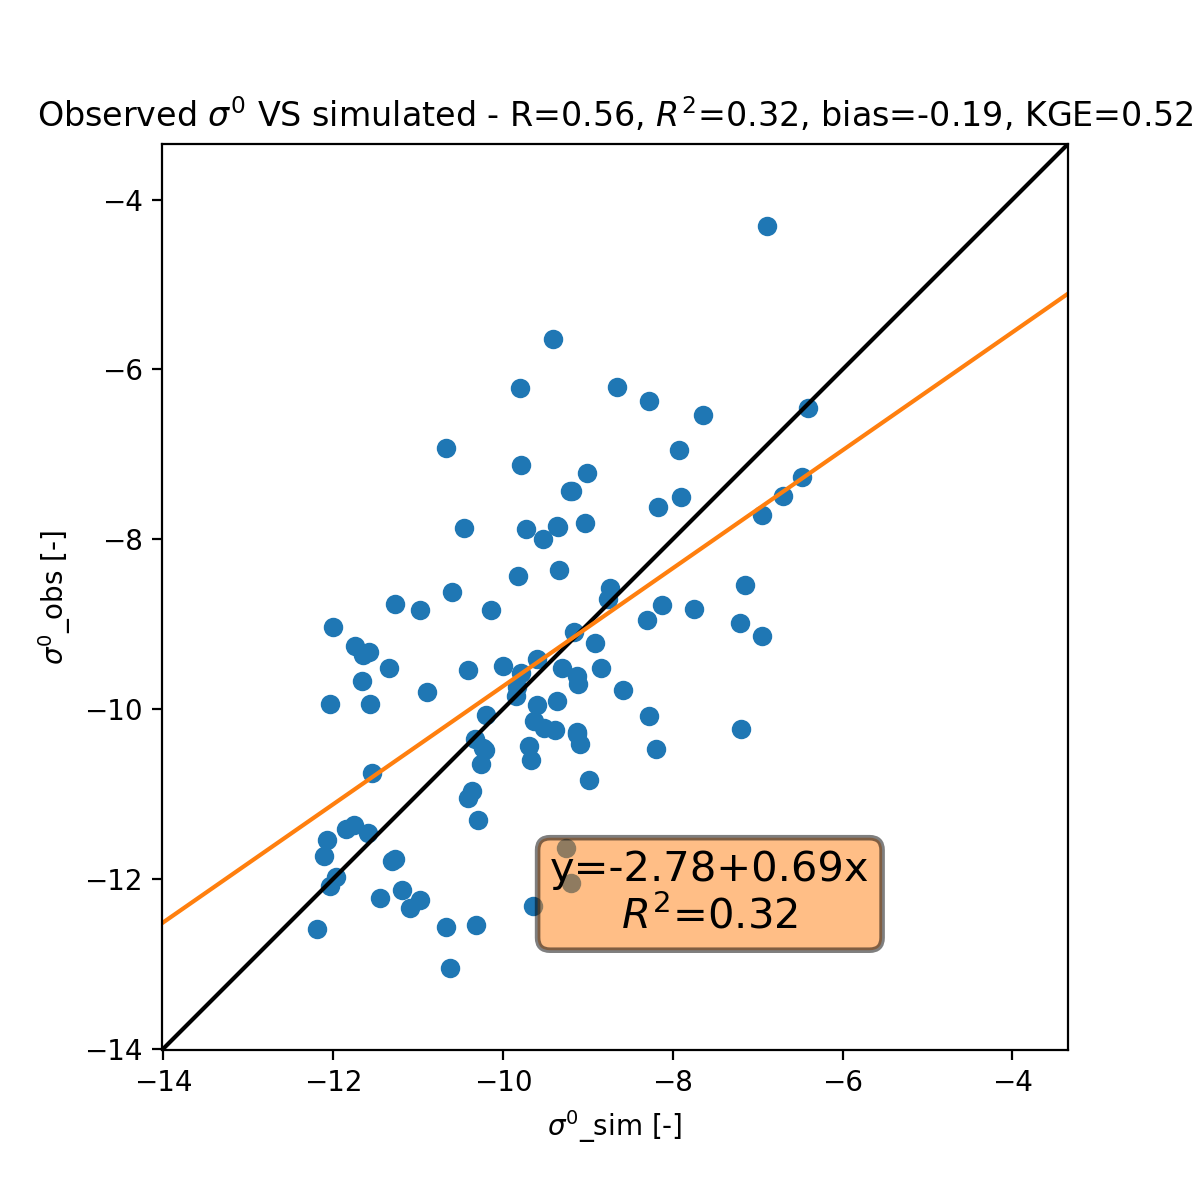 Observed σ⁰ VS simulated - R=0.56, R²=0.32, bias=-0.19, KGE=0.52
−4
−6
−8
−10
−12
−14
σ⁰_obs [-]
y=-2.78+0.69x
R²=0.32
−14 −12 −10 −8 −6 −4
σ⁰_sim [-]